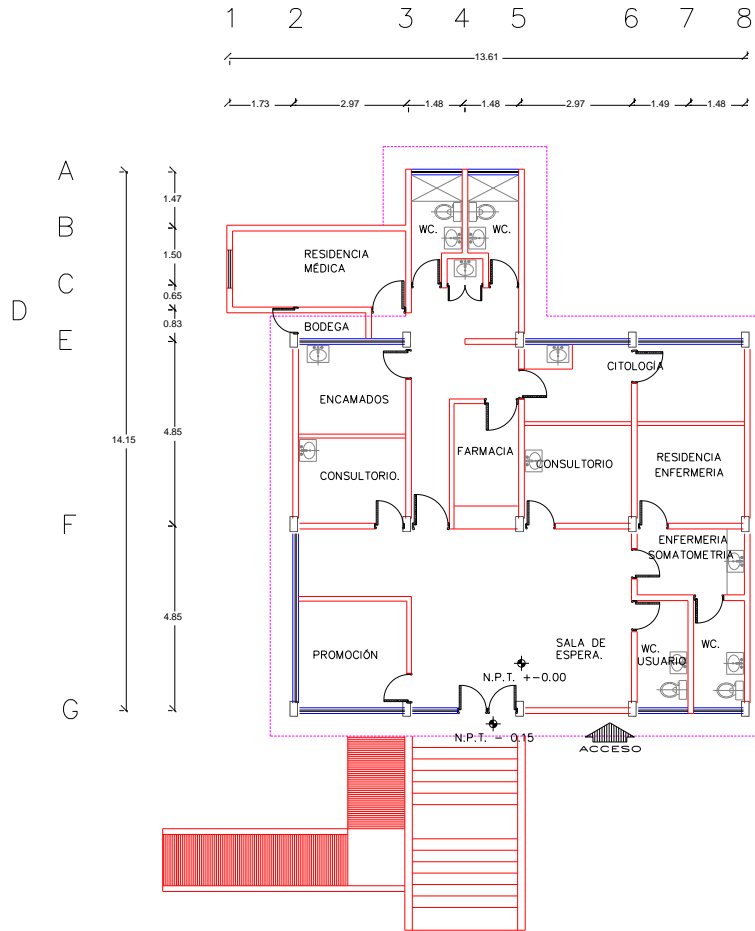 1 2 3 4 5 6 7 8
13.61
1.73 2.97 1.48 1.48 2.97 1.49 1.48
A
1.47
B
WC. WC.
RESIDENCIA
MÉDICA
1.50
C
0.65
D
0.83
BODEGA
E
CITOLOGÍA
ENCAMADOS
14.15
4.85
FARMACIA
CONSULTORIO.
CONSULTORIO
RESIDENCIA
ENFERMERIA
F
ENFERMERIA
SOMATOMETRIA
4.85
PROMOCIÓN
SALA DE
ESPERA.
WC.
USUARIO
WC.
N.P.T. +-0.00
G
N.P.T. - 0.15
ACCESO